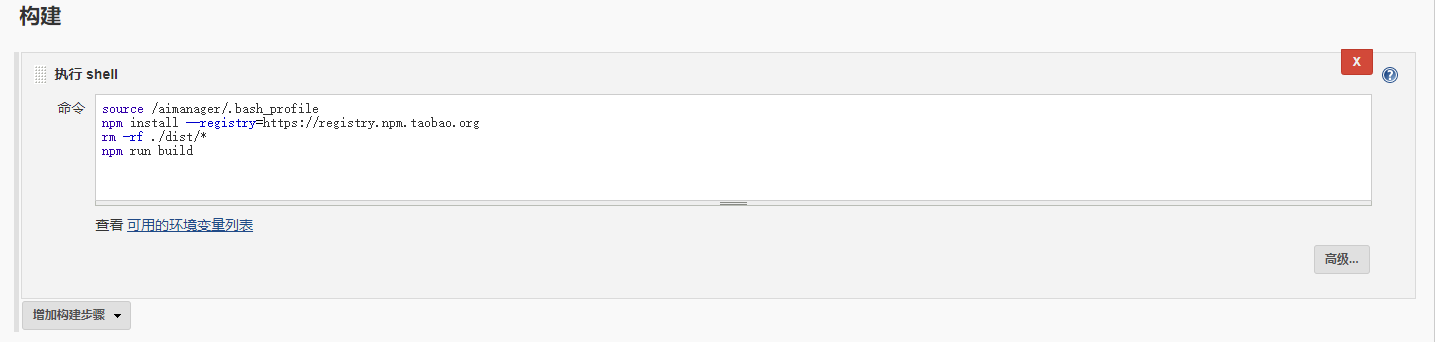 构建
执行 shell
X
命令
source /aimanager/.bash_profile
npm install --registry=https://registry.npm.taobao.org
rm -rf ./dist/*
npm run build
查看 可用的环境变量列表
高级...
增加构建步骤